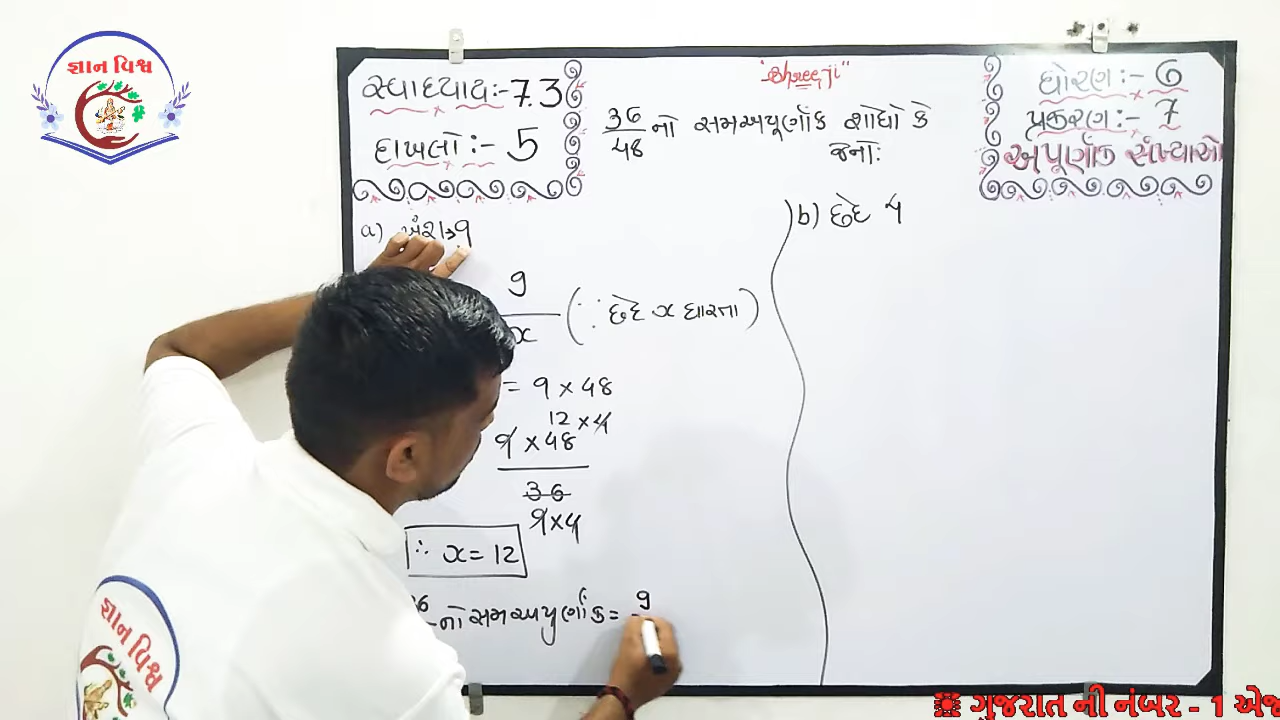 જ્ઞાન વિશ્વ
"Shreeji"
સ્વાધ્યાય:- 7.3
દાખલો:- 5
36/48 નો સમઅપૂર્ણાંક શોધો કે
જેનો:
ધોરણ:- 6
પ્રકરણ:- 7
અપૂર્ણાંક સંખ્યાઓ
a) અંશ → 9
9
x
(∵ છેદ x ધારતા)
= 9 × 48
12 × 4
9 × 48
36
9 × 4
∴ x = 12
નો સમઅપુર્ણાંક = 9
b) છેદ 4
જ્ઞાન વિશ્વ
ગુજરાત ની નંબર - 1 એજ